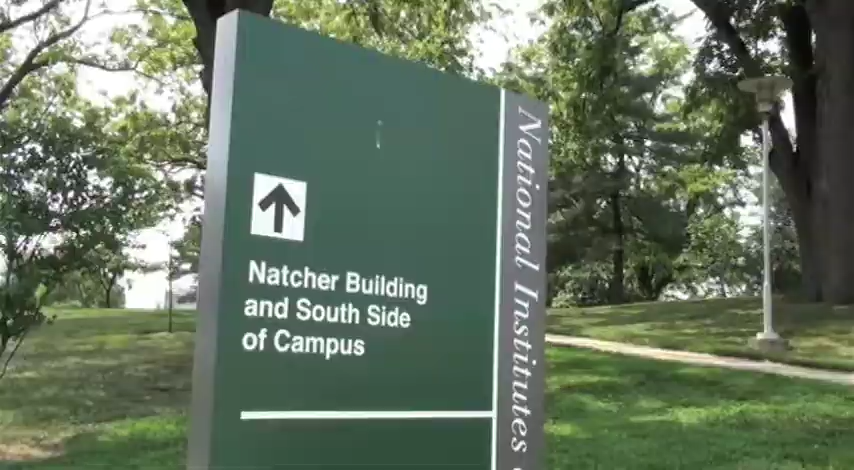 Natcher Building
and South Side
of Campus
National Institutes